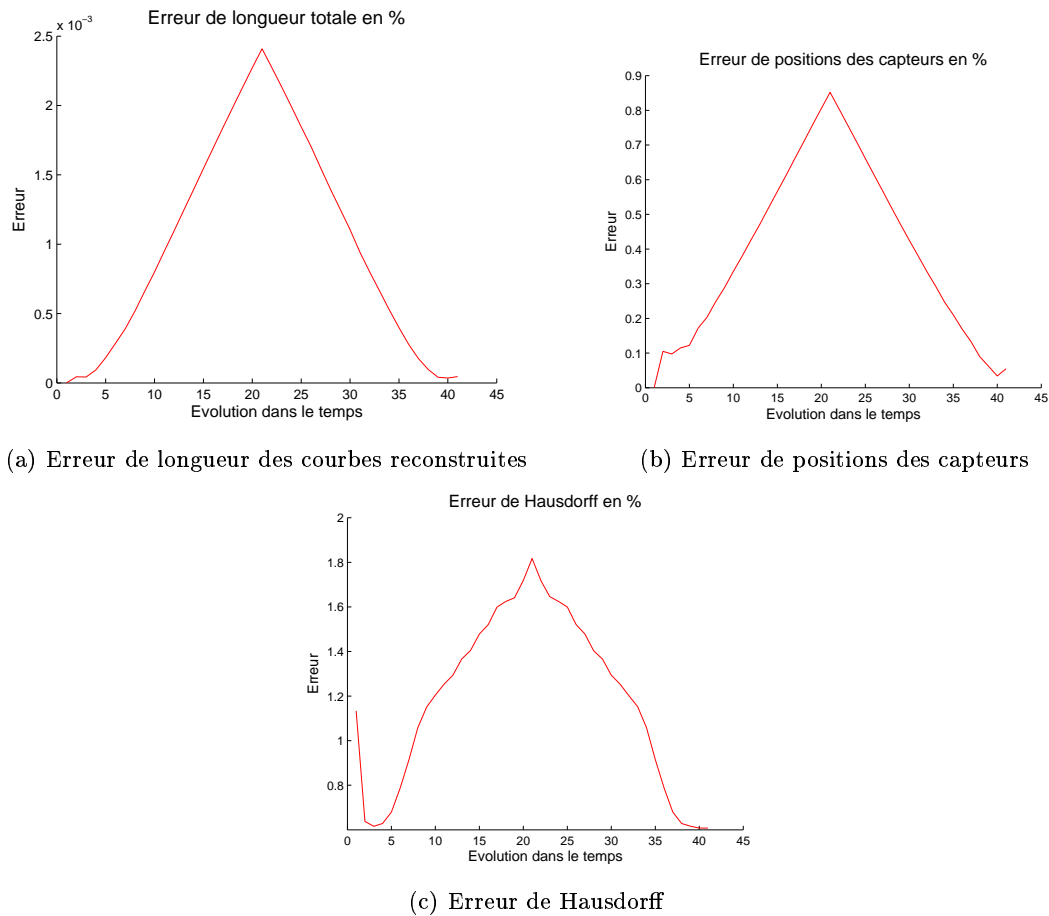 Erreur de longueur totale en %
x 10⁻³
2.5
2
1.5
1
0.5
0
Erreur
0 5 10 15 20 25 30 35 40 45
Evolution dans le temps
(a) Erreur de longueur des courbes reconstruites
Erreur de positions des capteurs en %
0.9
0.8
0.7
0.6
0.5
0.4
0.3
0.2
0.1
0
Erreur
0 5 10 15 20 25 30 35 40 45
Evolution dans le temps
(b) Erreur de positions des capteurs
Erreur de Hausdorff en %
2
1.8
1.6
1.4
1.2
1
0.8
Erreur
0 5 10 15 20 25 30 35 40 45
Evolution dans le temps
(c) Erreur de Hausdorff